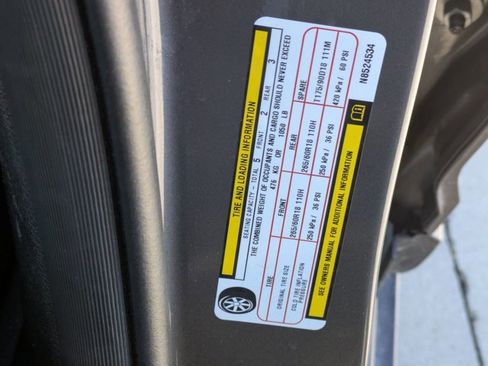 TIRE AND LOADING INFORMATION
SEATING CAPACITY - TOTAL 5 FRONT 2 REAR 3
THE COMBINED WEIGHT OF OCCUPANTS AND CARGO SHOULD NEVER EXCEED
476 KG OR 1050 LB
TIRE FRONT REAR SPARE
ORIGINAL TIRE SIZE 265/60R18 110H 265/60R18 110H T175/90D18 111M
COLD TIRE INFLATION PRESSURE 250 kPa / 36 PSI 250 kPa / 36 PSI 420 kPa / 60 PSI
SEE OWNERS MANUAL FOR ADDITIONAL INFORMATION
N8524534